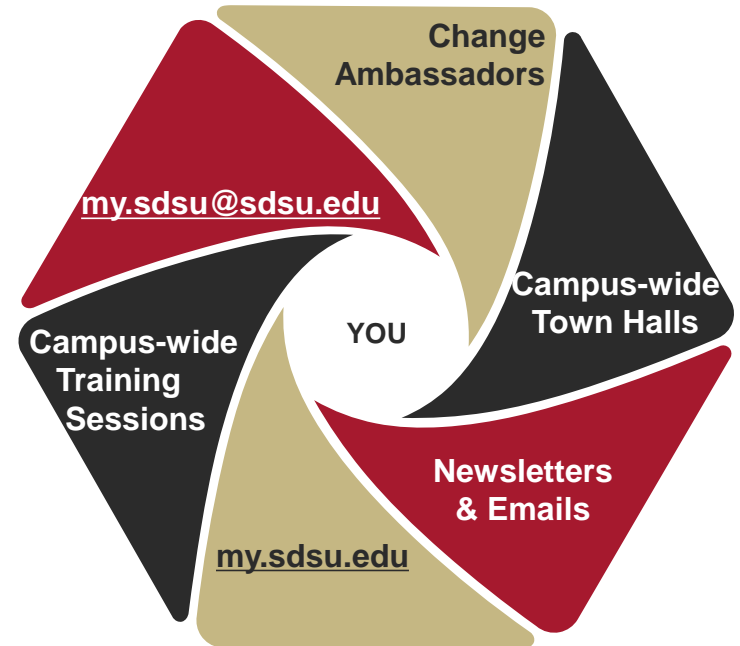 Change
Ambassadors
my.sdsu@sdsu.edu
Campus-wide
Town Halls
YOU
Campus-wide
Training
Sessions
Newsletters
& Emails
my.sdsu.edu